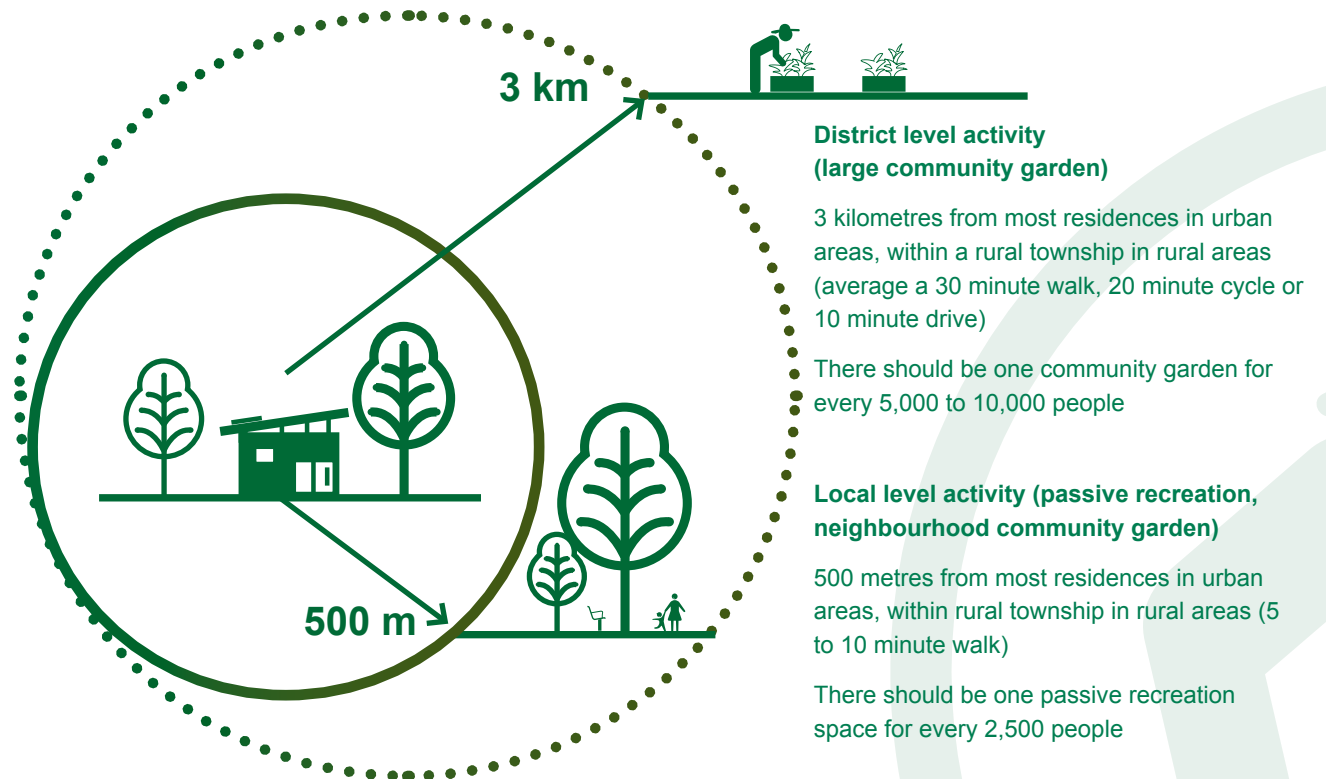 3 km
District level activity
(large community garden)
3 kilometres from most residences in urban
areas, within a rural township in rural areas
(average a 30 minute walk, 20 minute cycle or
10 minute drive)
There should be one community garden for
every 5,000 to 10,000 people
500 m
Local level activity (passive recreation,
neighbourhood community garden)
500 metres from most residences in urban
areas, within rural township in rural areas (5
to 10 minute walk)
There should be one passive recreation
space for every 2,500 people